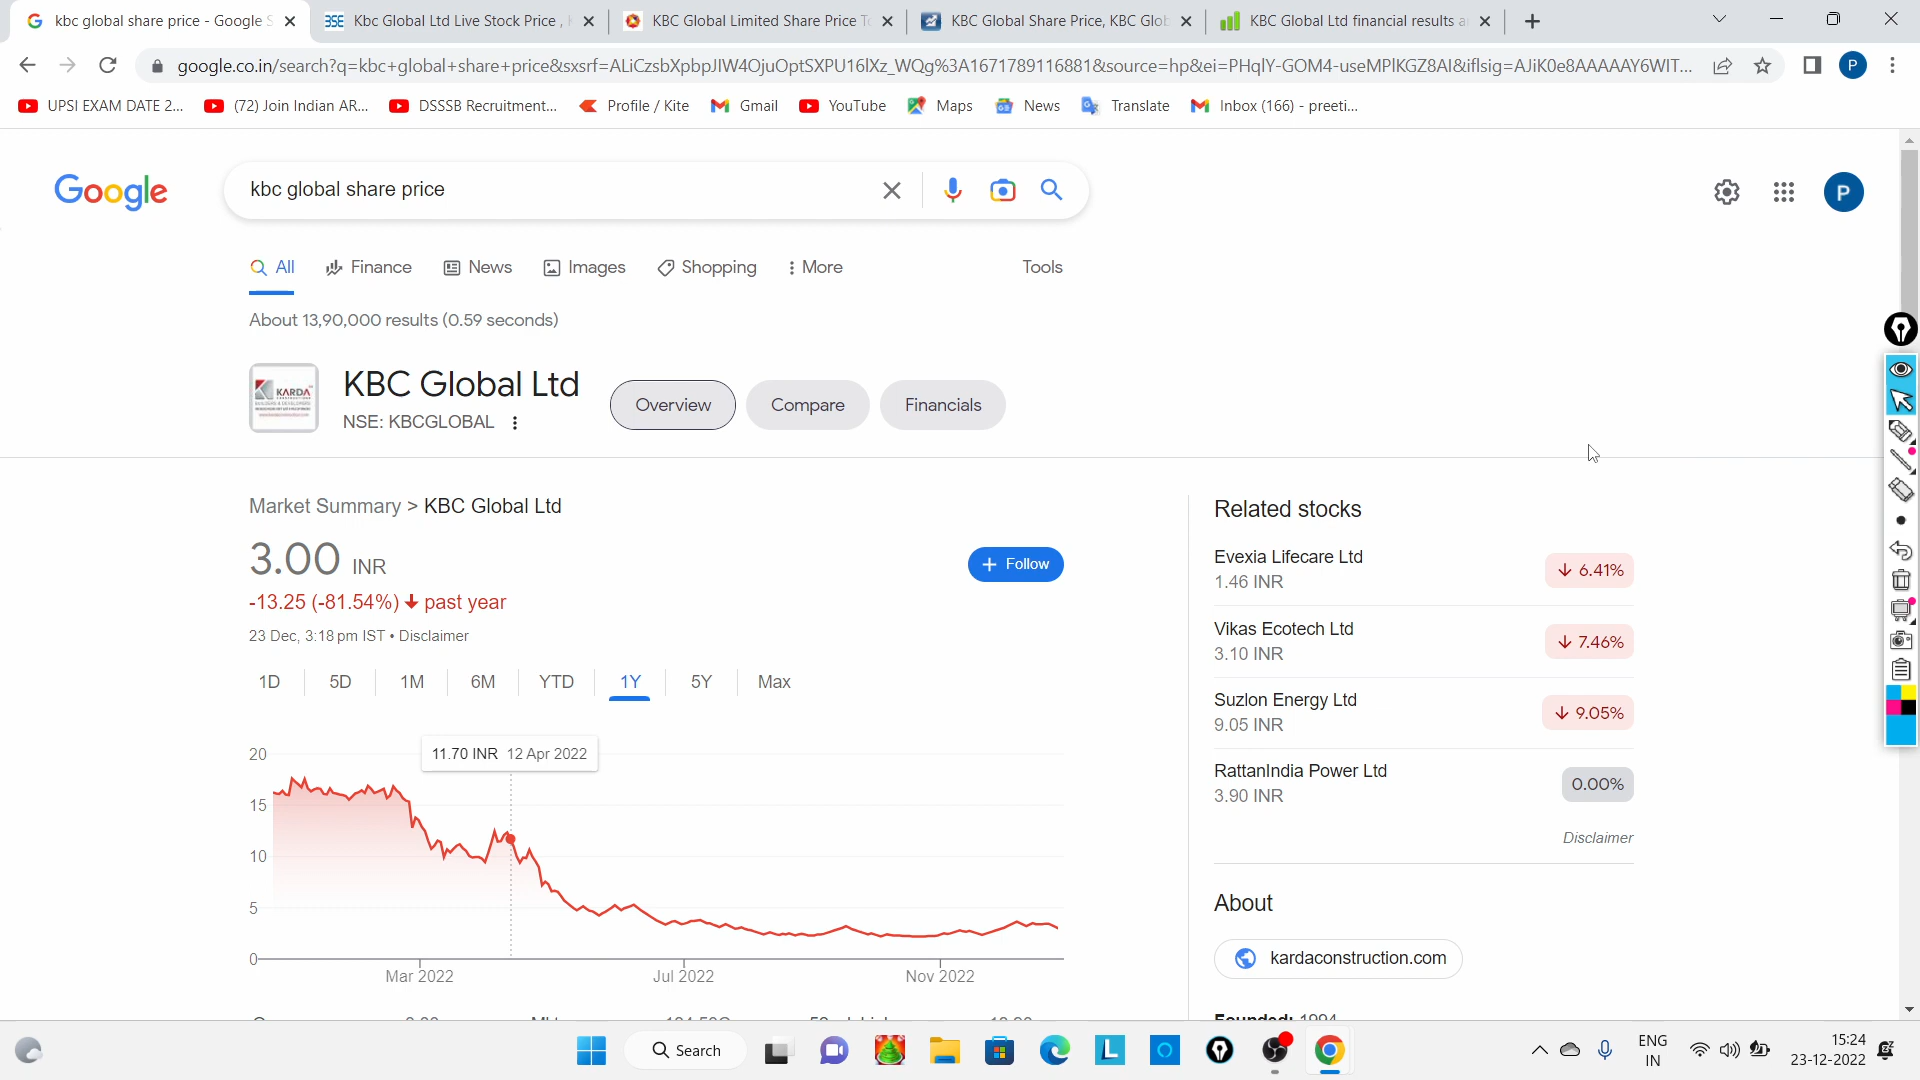 kbc global share price - Google S
Kbc Global Ltd Live Stock Price ,
KBC Global Limited Share Price T
KBC Global Share Price, KBC Glob
KBC Global Ltd financial results a
google.co.in/search?q=kbc+global+share+price&sxsrf=ALiCzsbXpbpJIW4OjuOptSXPU16lXz_WQg%3A1671789116881&source=hp&ei=PHqlY-GOM4-useMPlKGZ8AI&iflsig=AJiK0e8AAAAAY6WIT...
P
UPSI EXAM DATE 2...
(72) Join Indian AR...
DSSSB Recruitment...
Profile / Kite
Gmail
YouTube
Maps
News
Translate
Inbox (166) - preeti...
Google
kbc global share price
P
All
Finance
News
Images
Shopping
More
Tools
About 13,90,000 results (0.59 seconds)
KARDA
KBC Global Ltd
NSE: KBCGLOBAL
Overview
Compare
Financials
Market Summary > KBC Global Ltd
3.00 INR
+ Follow
-13.25 (-81.54%) ↓ past year
23 Dec, 3:18 pm IST • Disclaimer
1D
5D
1M
6M
YTD
1Y
5Y
Max
11.70 INR 12 Apr 2022
20
15
10
5
0
Mar 2022
Jul 2022
Nov 2022
Related stocks
Evexia Lifecare Ltd
1.46 INR
↓ 6.41%
Vikas Ecotech Ltd
3.10 INR
↓ 7.46%
Suzlon Energy Ltd
9.05 INR
↓ 9.05%
RattanIndia Power Ltd
3.90 INR
0.00%
Disclaimer
About
kardaconstruction.com
Founded: 1994
Search
ENG
IN
15:24
23-12-2022